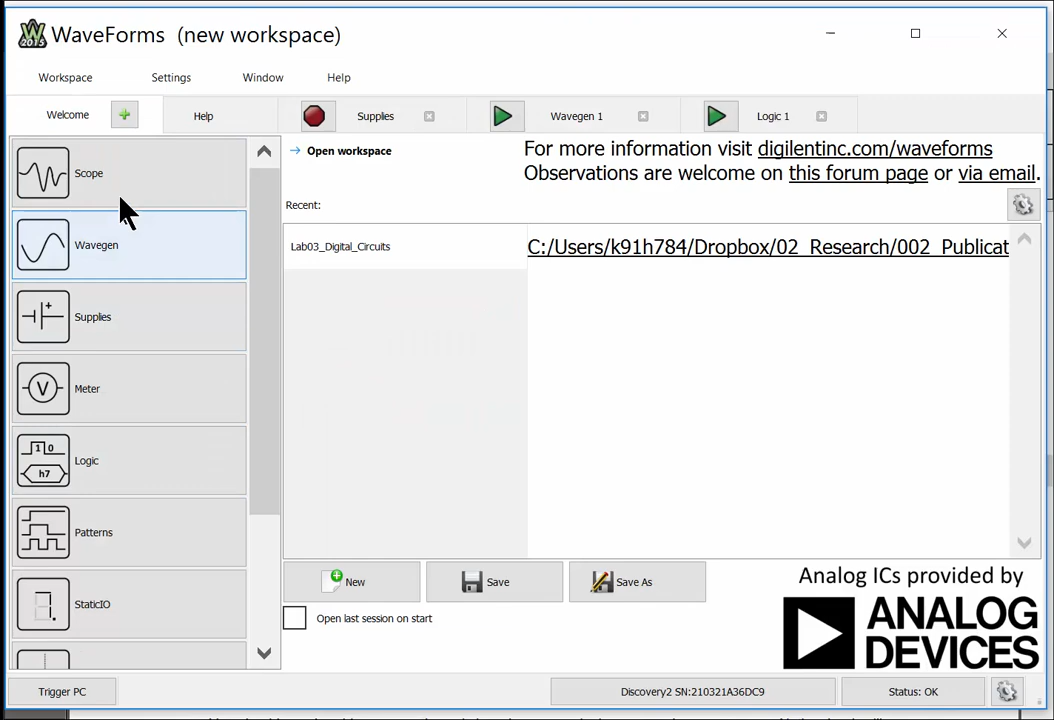 WaveForms (new workspace)
Workspace Settings Window Help
Welcome Help Supplies Wavegen 1 Logic 1
Scope
Wavegen
Supplies
Meter
Logic
Patterns
StaticIO
Open workspace
For more information visit digilentinc.com/waveforms
Observations are welcome on this forum page or via email.
Recent:
Lab03_Digital_Circuits C:/Users/k91h784/Dropbox/02_Research/002_Publicat
New Save Save As
Open last session on start
Analog ICs provided by
ANALOG
DEVICES
Trigger PC Discovery2 SN:210321A36DC9 Status: OK